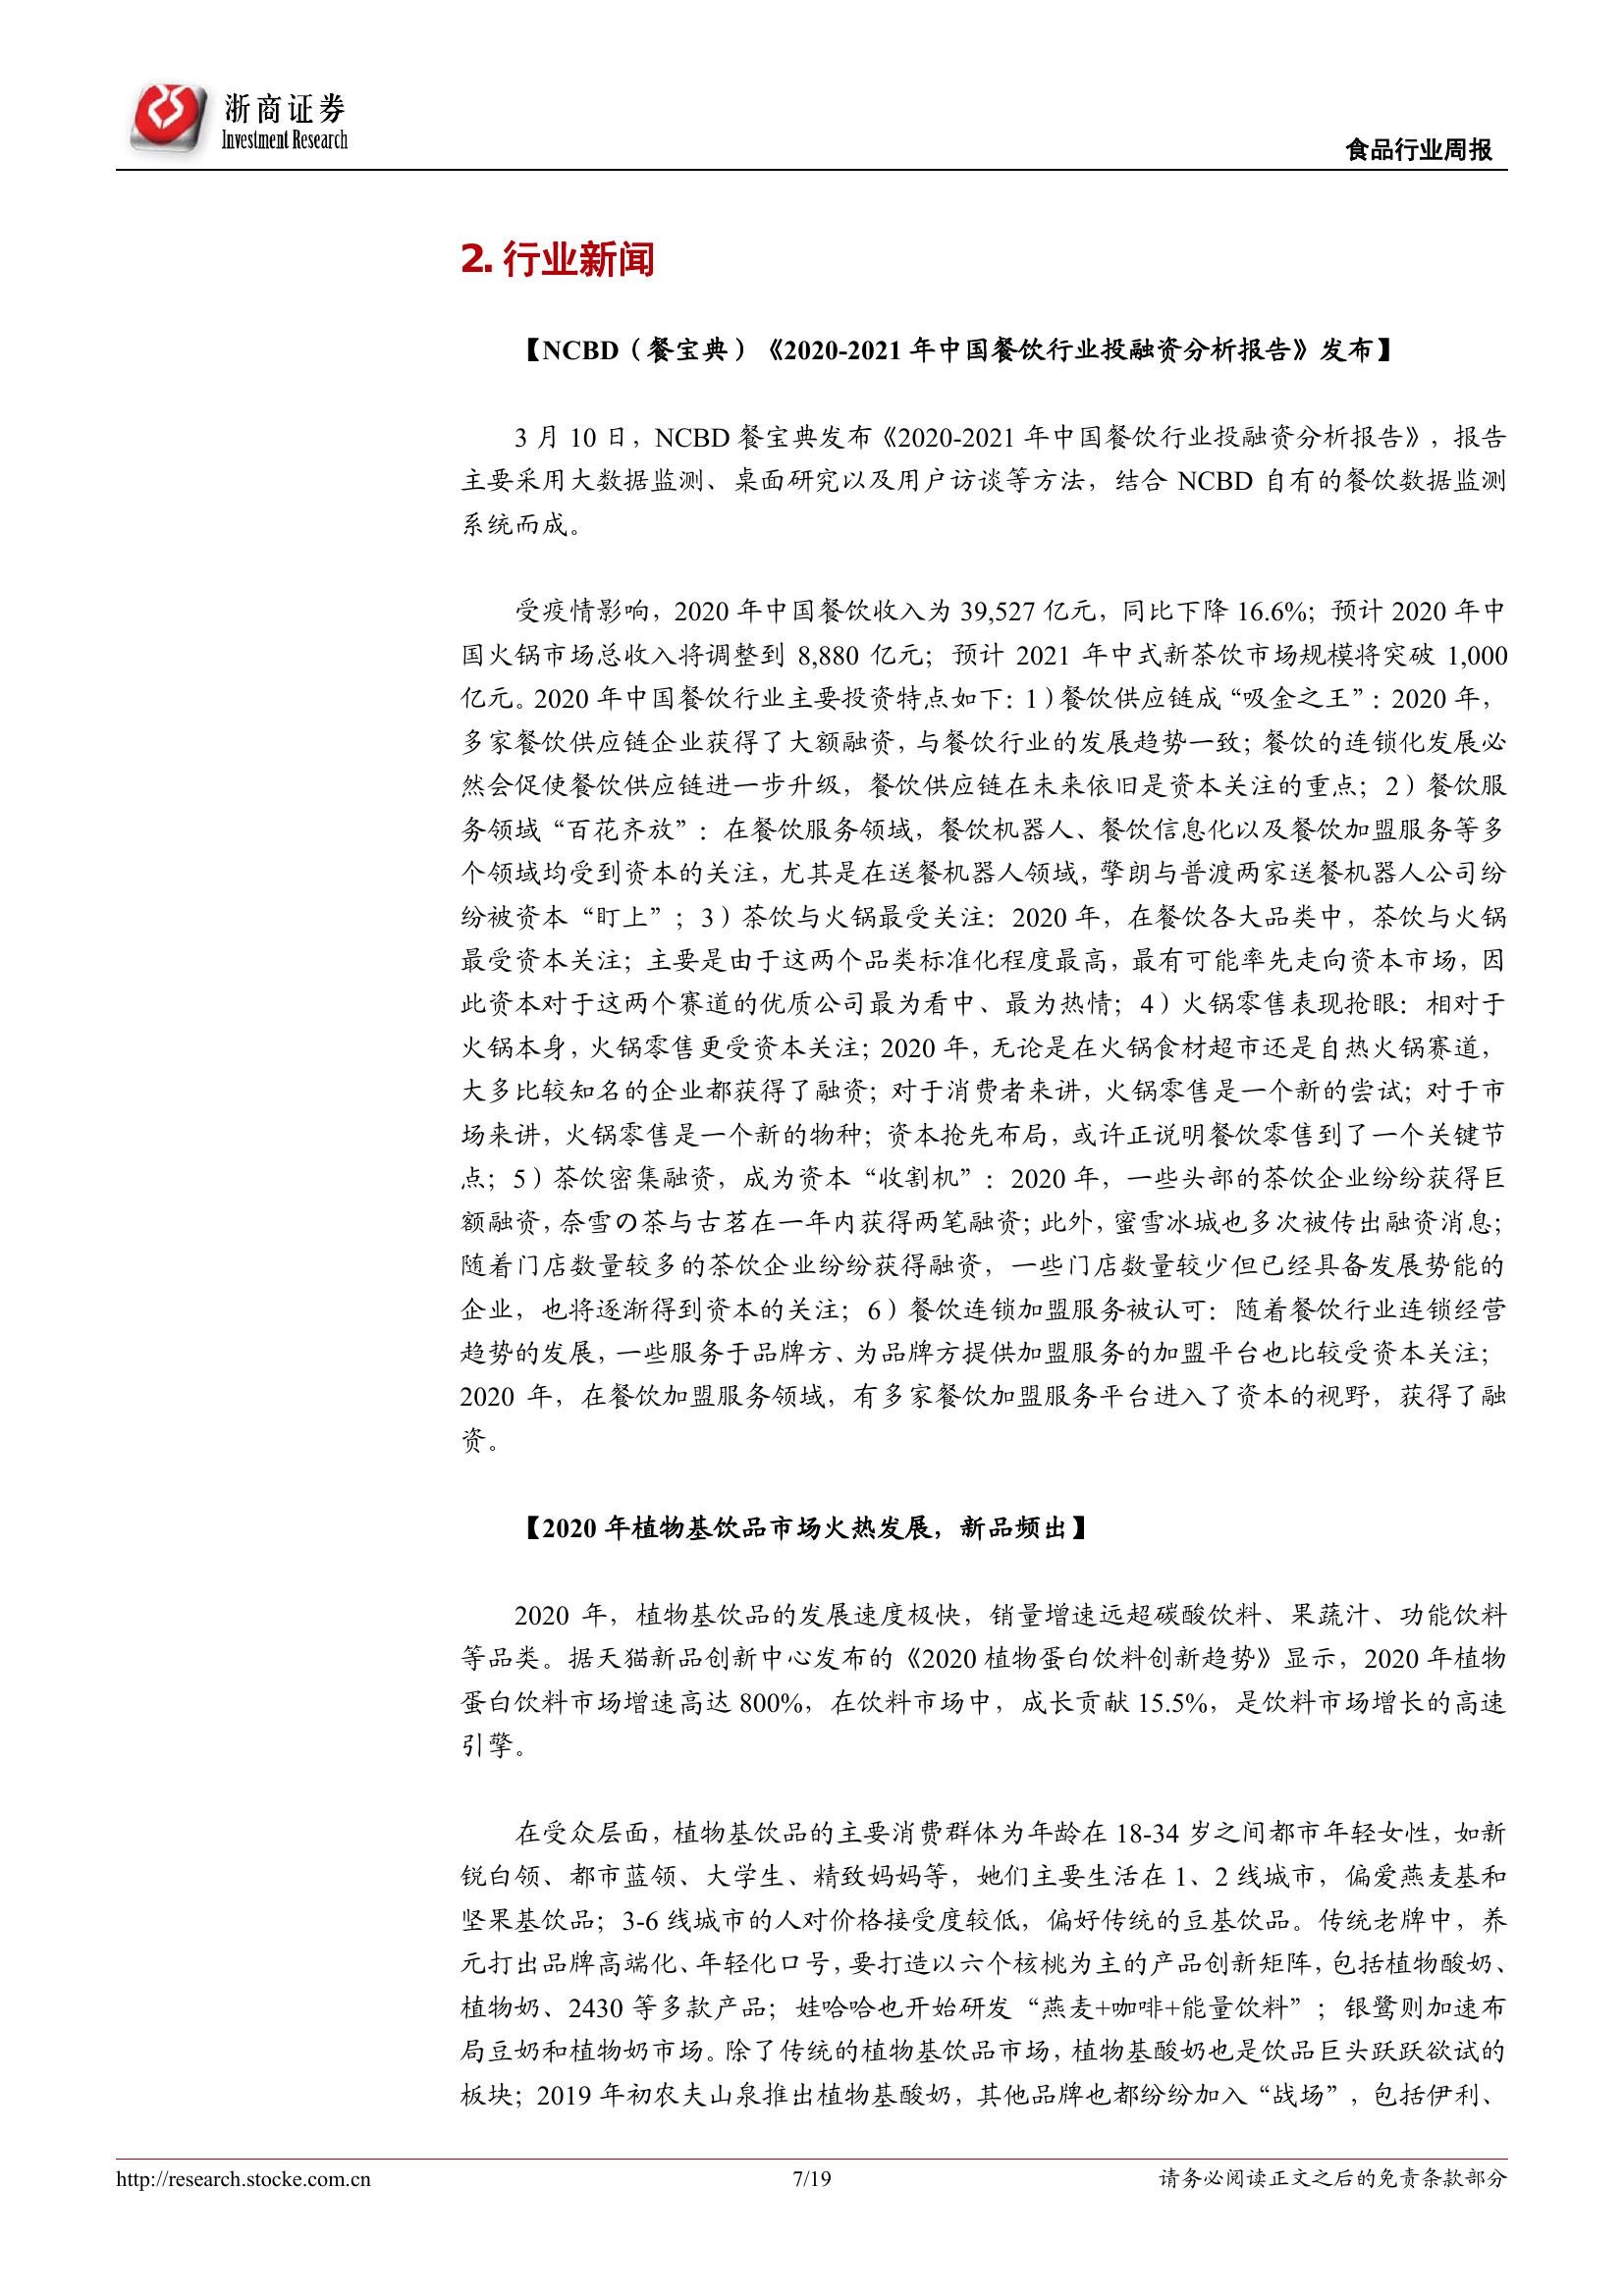 浙商证券
Investment Research
食品行业周报
2. 行业新闻
【NCBD（餐宝典）《2020-2021 年中国餐饮行业投融资分析报告》发布】
3 月 10 日，NCBD 餐宝典发布《2020-2021 年中国餐饮行业投融资分析报告》，报告
主要采用大数据监测、桌面研究以及用户访谈等方法，结合 NCBD 自有的餐饮数据监测
系统而成。
受疫情影响，2020 年中国餐饮收入为 39,527 亿元，同比下降 16.6%；预计 2020 年中
国火锅市场总收入将调整到 8,880 亿元；预计 2021 年中式新茶饮市场规模将突破 1,000
亿元。2020 年中国餐饮行业主要投资特点如下：1）餐饮供应链成“吸金之王”：2020 年，
多家餐饮供应链企业获得了大额融资，与餐饮行业的发展趋势一致；餐饮的连锁化发展必
然会促使餐饮供应链进一步升级，餐饮供应链在未来依旧是资本关注的重点；2）餐饮服
务领域“百花齐放”：在餐饮服务领域，餐饮机器人、餐饮信息化以及餐饮加盟服务等多
个领域均受到资本的关注，尤其是在送餐机器人领域，擎朗与普渡两家送餐机器人公司纷
纷被资本“盯上”；3）茶饮与火锅最受关注：2020 年，在餐饮各大品类中，茶饮与火锅
最受资本关注；主要是由于这两个品类标准化程度最高，最有可能率先走向资本市场，因
此资本对于这两个赛道的优质公司最为看中、最为热情；4）火锅零售表现抢眼：相对于
火锅本身，火锅零售更受资本关注；2020 年，无论是在火锅食材超市还是自热火锅赛道，
大多比较知名的企业都获得了融资；对于消费者来讲，火锅零售是一个新的尝试；对于市
场来讲，火锅零售是一个新的物种；资本抢先布局，或许正说明餐饮零售到了一个关键节
点；5）茶饮密集融资，成为资本“收割机”：2020 年，一些头部的茶饮企业纷纷获得巨
额融资，奈雪の茶与古茗在一年内获得两笔融资；此外，蜜雪冰城也多次被传出融资消息；
随着门店数量较多的茶饮企业纷纷获得融资，一些门店数量较少但已经具备发展势能的
企业，也将逐渐得到资本的关注；6）餐饮连锁加盟服务被认可：随着餐饮行业连锁经营
趋势的发展，一些服务于品牌方、为品牌方提供加盟服务的加盟平台也比较受资本关注；
2020 年，在餐饮加盟服务领域，有多家餐饮加盟服务平台进入了资本的视野，获得了融
资。
【2020 年植物基饮品市场火热发展，新品频出】
2020 年，植物基饮品的发展速度极快，销量增速远超碳酸饮料、果蔬汁、功能饮料
等品类。据天猫新品创新中心发布的《2020 植物蛋白饮料创新趋势》显示，2020 年植物
蛋白饮料市场增速高达 800%，在饮料市场中，成长贡献 15.5%，是饮料市场增长的高速
引擎。
在受众层面，植物基饮品的主要消费群体为年龄在 18-34 岁之间都市年轻女性，如新
锐白领、都市蓝领、大学生、精致妈妈等，她们主要生活在 1、2 线城市，偏爱燕麦基和
坚果基饮品；3-6 线城市的人对价格接受度较低，偏好传统的豆基饮品。传统老牌中，养
元打出品牌高端化、年轻化口号，要打造以六个核桃为主的产品创新矩阵，包括植物酸奶、
植物奶、2430 等多款产品；娃哈哈也开始研发“燕麦+咖啡+能量饮料”；银鹭则加速布
局豆奶和植物奶市场。除了传统的植物基饮品市场，植物基酸奶也是饮品巨头跃跃欲试的
板块；2019 年初农夫山泉推出植物基酸奶，其他品牌也都纷纷加入“战场”，包括伊利、
http://research.stocke.com.cn
7/19
请务必阅读正文之后的免责条款部分